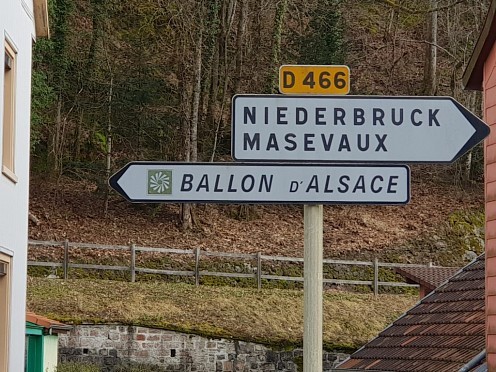 D 466
NIEDERBRUCK
MASEVAUX
BALLON D'ALSACE